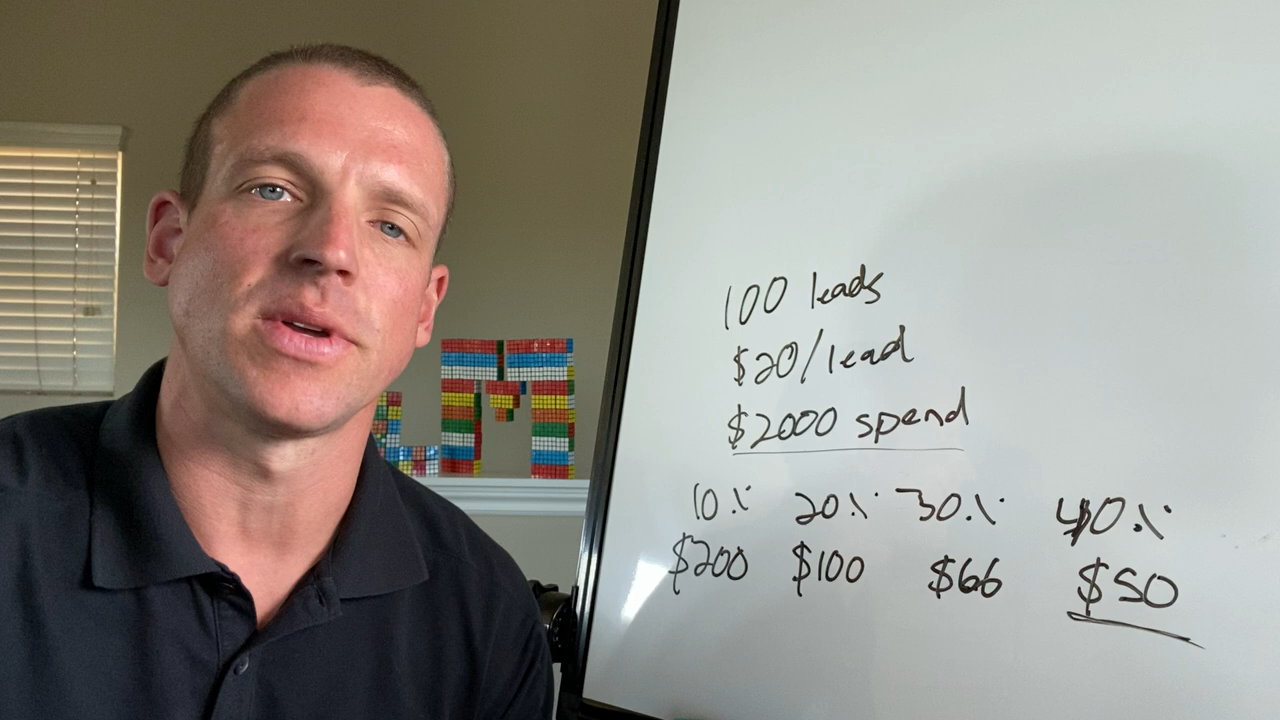 100 leads
$20/lead
$2000 spend
10% 20% 30% 40%
$200 $100 $66 $50